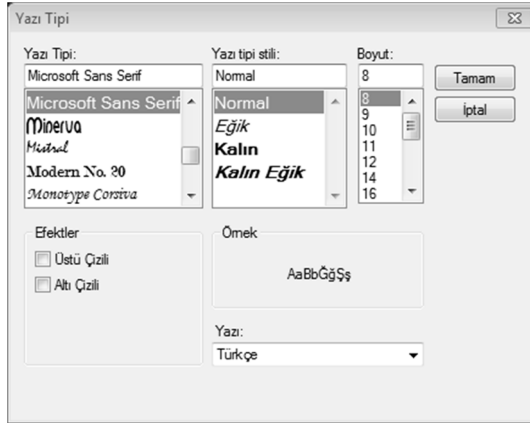 Yazı Tipi
Yazı Tipi:
Microsoft Sans Serif
Microsoft Sans Serif
Minerva
Mistral
Modern No. 20
Monotype Corsiva
Yazı tipi stili:
Normal
Normal
Eğik
Kalın
Kalın Eğik
Boyut:
8
8
9
10
11
12
14
16
Tamam
İptal
Efektler
Üstü Çizili
Altı Çizili
Örnek
AaBbĞğŞş
Yazı:
Türkçe